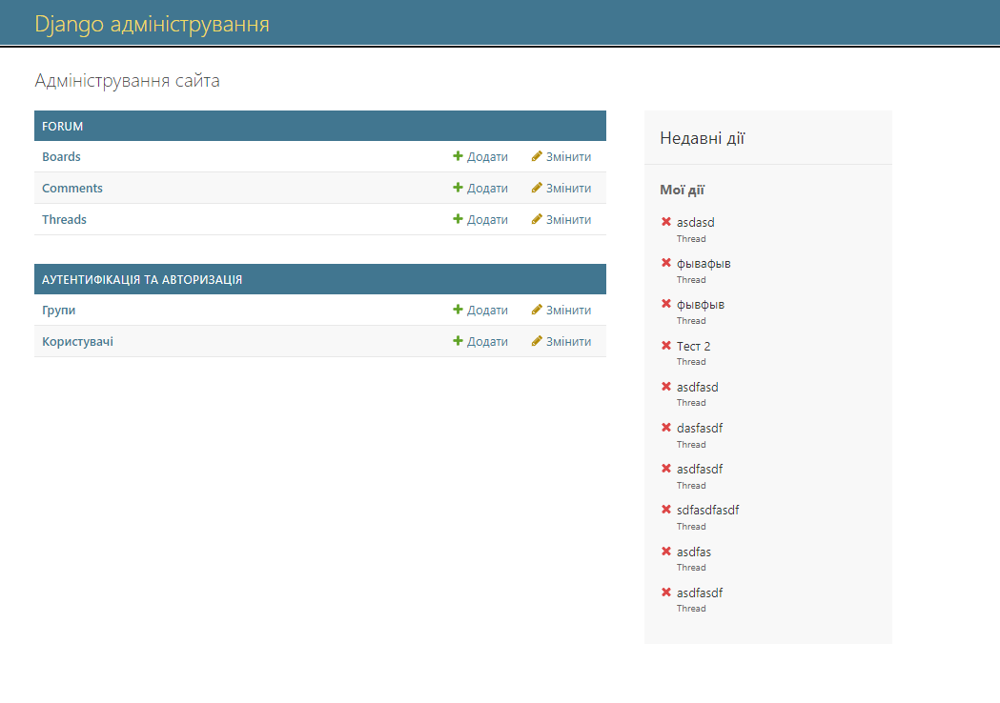 Django адміністрування
Адміністрування сайта
FORUM
Boards Додати Змінити
Comments Додати Змінити
Threads Додати Змінити
АУТЕНТИФІКАЦІЯ ТА АВТОРИЗАЦІЯ
Групи Додати Змінити
Користувачі Додати Змінити
Недавні дії
Мої дії
asdasd
Thread
фывафыв
Thread
фывфыв
Thread
Тест 2
Thread
asdfasd
Thread
dasfasdf
Thread
asdfasdf
Thread
sdfasdfasdf
Thread
asdfas
Thread
asdfasdf
Thread